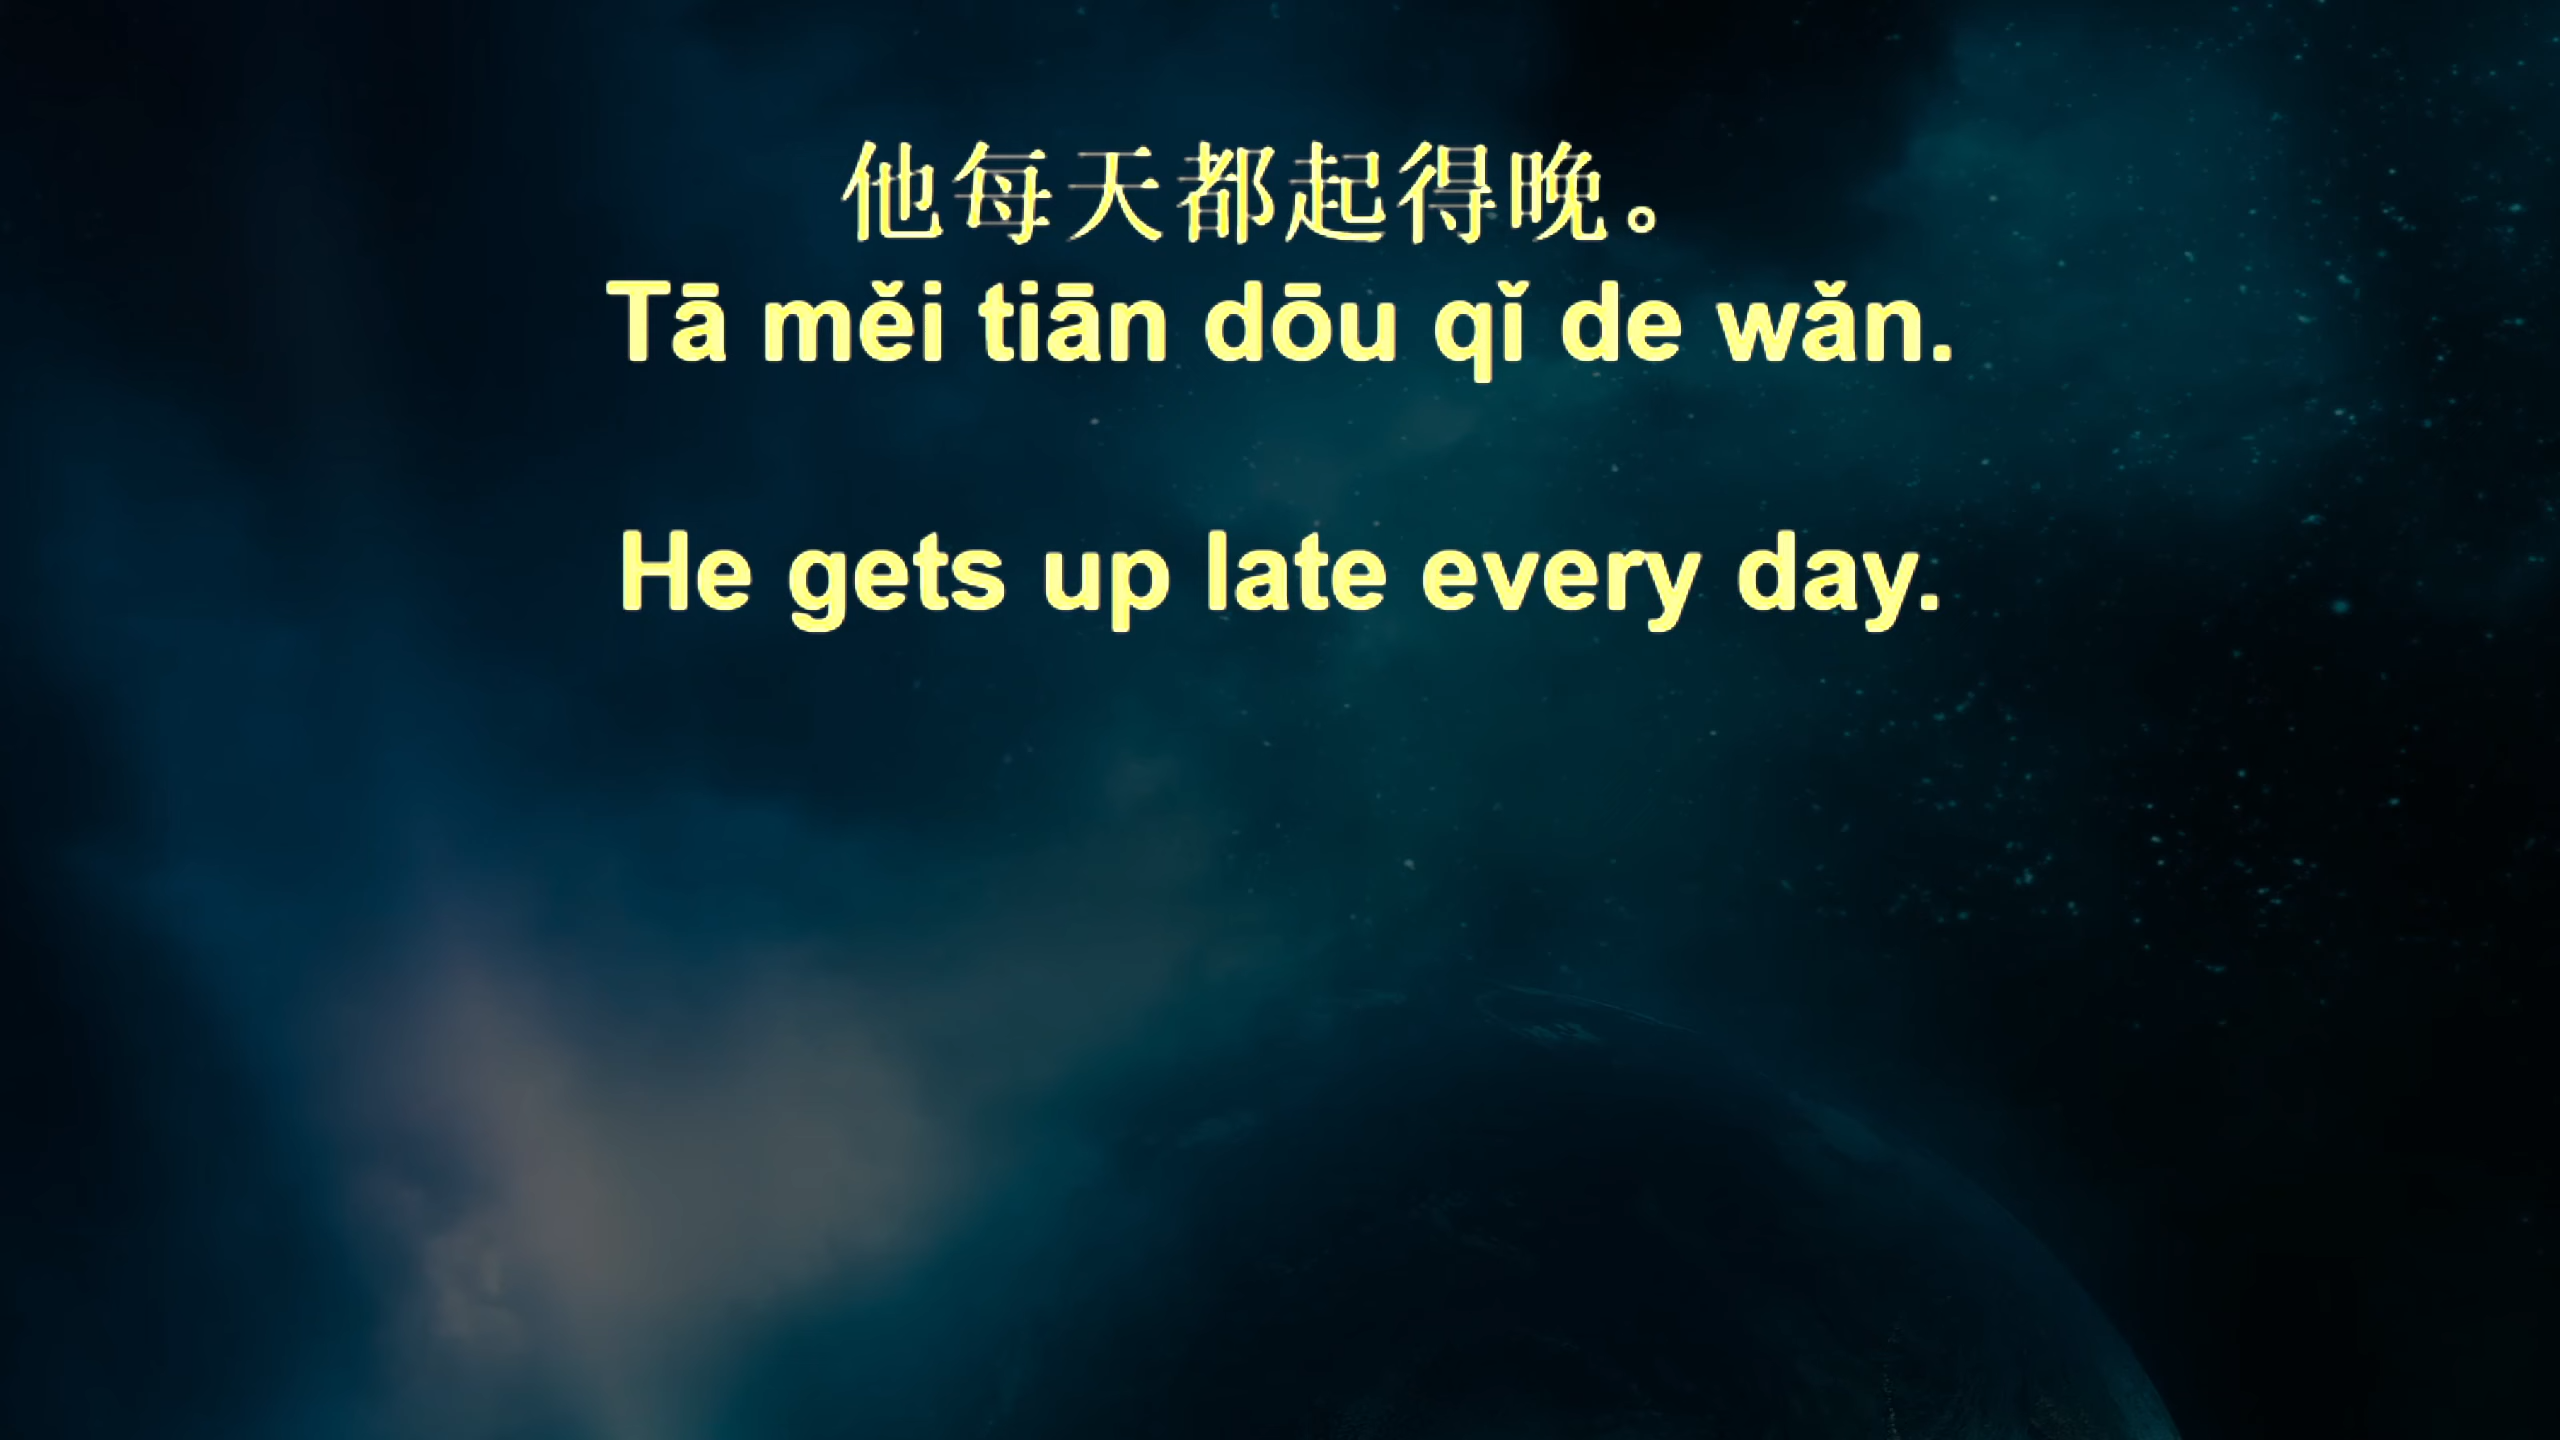 他每天都起得晚。
Tā měi tiān dōu qǐ de wǎn.
He gets up late every day.